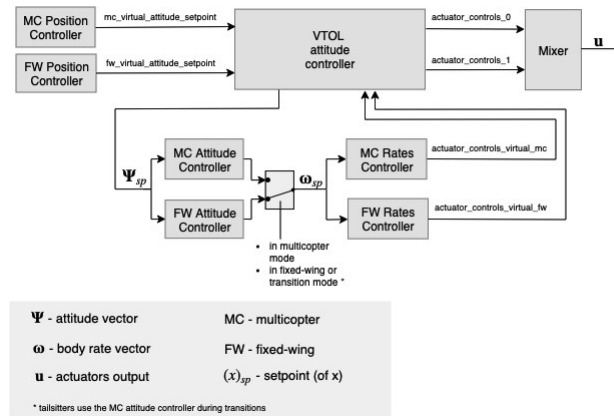 MC Position
Controller
mc_virtual_attitude_setpoint
FW Position
Controller
fw_virtual_attitude_setpoint
VTOL
attitude
controller
actuator_controls_0
actuator_controls_1
Mixer
u
Ψsp
MC Attitude
Controller
FW Attitude
Controller
ωsp
MC Rates
Controller
actuator_controls_virtual_mc
FW Rates
Controller
actuator_controls_virtual_fw
• in multicopter
mode
• in fixed-wing or
transition mode *
Ψ - attitude vector
MC - multicopter
ω - body rate vector
FW - fixed-wing
u - actuators output
(x)sp - setpoint (of x)
* tailsitters use the MC attitude controller during transitions